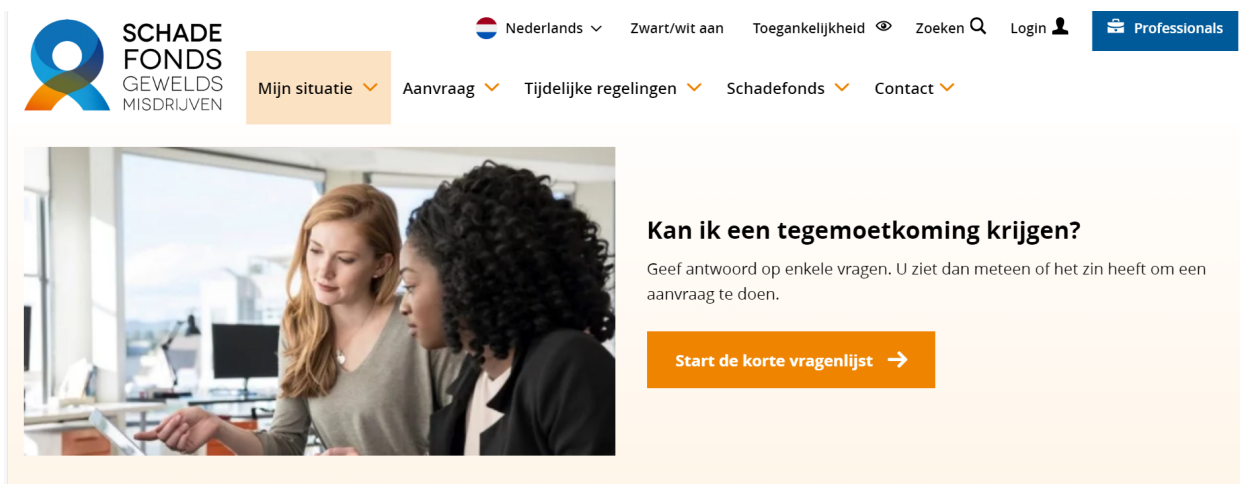 SCHADE
FONDS
GEWELDS
MISDRIJVEN
Nederlands
Zwart/wit aan
Toegankelijkheid
Zoeken
Login
Professionals
Mijn situatie
Aanvraag
Tijdelijke regelingen
Schadefonds
Contact
Kan ik een tegemoetkoming krijgen?
Geef antwoord op enkele vragen. U ziet dan meteen of het zin heeft om een
aanvraag te doen.
Start de korte vragenlijst